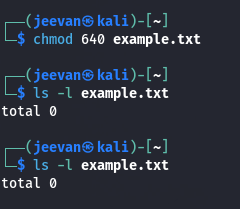 ┌──(jeevan㉿kali)-[~]
└─$ chmod 640 example.txt
┌──(jeevan㉿kali)-[~]
└─$ ls -l example.txt
total 0
┌──(jeevan㉿kali)-[~]
└─$ ls -l example.txt
total 0